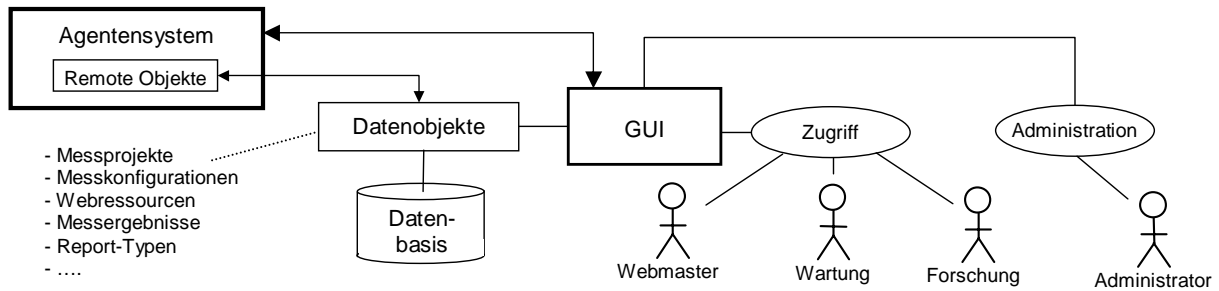 Agentensystem
Remote Objekte
Datenobjekte
GUI
Zugriff
Administration
- Messprojekte
- Messkonfigurationen
- Webressourcen
- Messergebnisse
- Report-Typen
- ….
Daten-
basis
Webmaster
Wartung
Forschung
Administrator